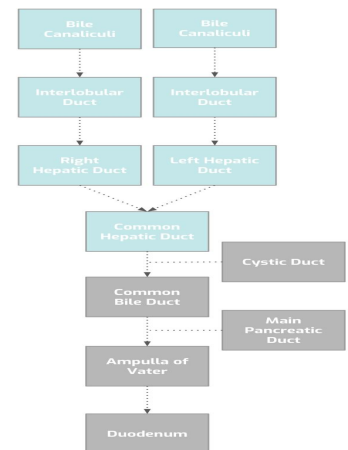 Bile
Canaliculi
Bile
Canaliculi
Interlobular
Duct
Interlobular
Duct
Right
Hepatic Duct
Left Hepatic
Duct
Common
Hepatic Duct
Cystic Duct
Common
Bile Duct
Main
Pancreatic
Duct
Ampulla of
Vater
Duodenum